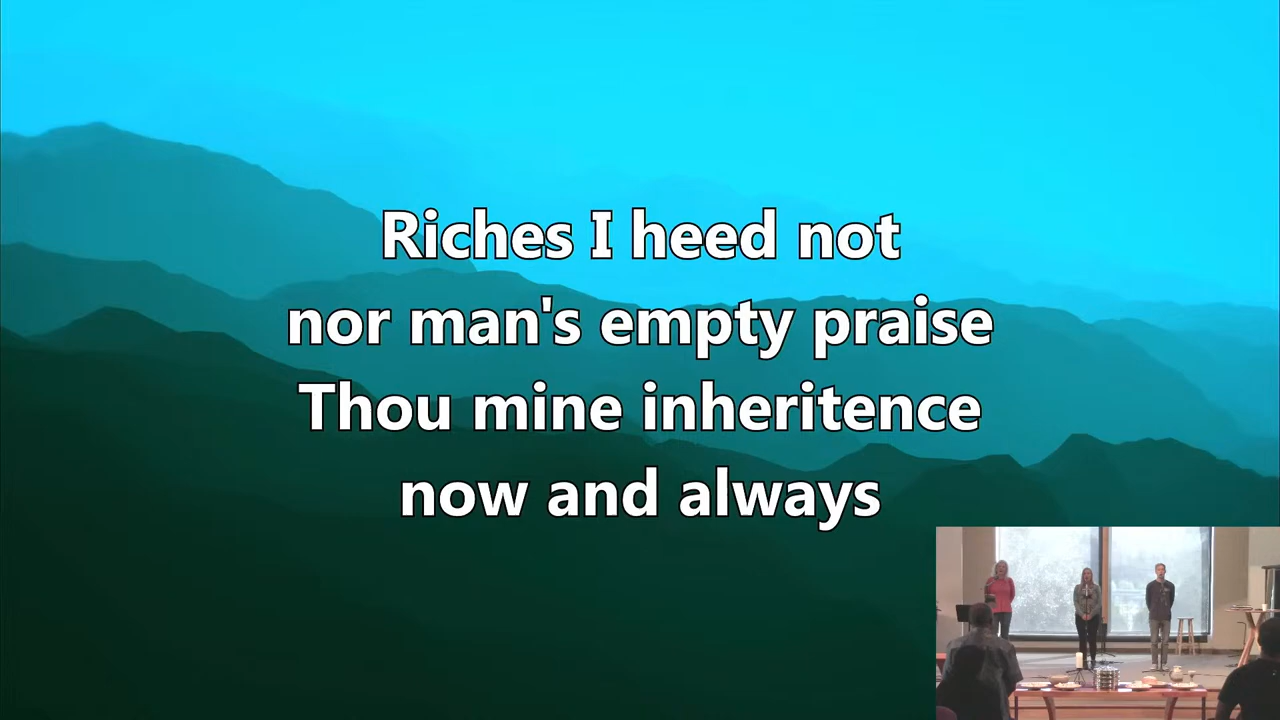 Riches I heed not
nor man's empty praise
Thou mine inheritence
now and always